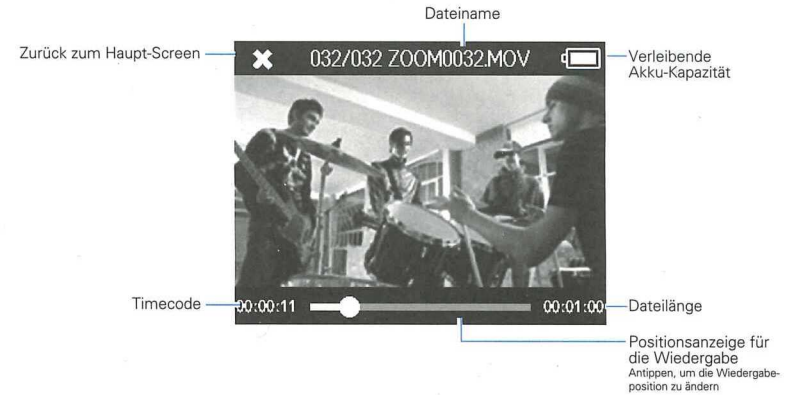 Dateiname
Zurück zum Haupt-Screen
032/032 ZOOM0032.MOV
Verleibende
Akku-Kapazität
Timecode
00:00:11
00:01:00
Dateilänge
Positionsanzeige für
die Wiedergabe
Antippen, um die Wiedergabe-
position zu ändern